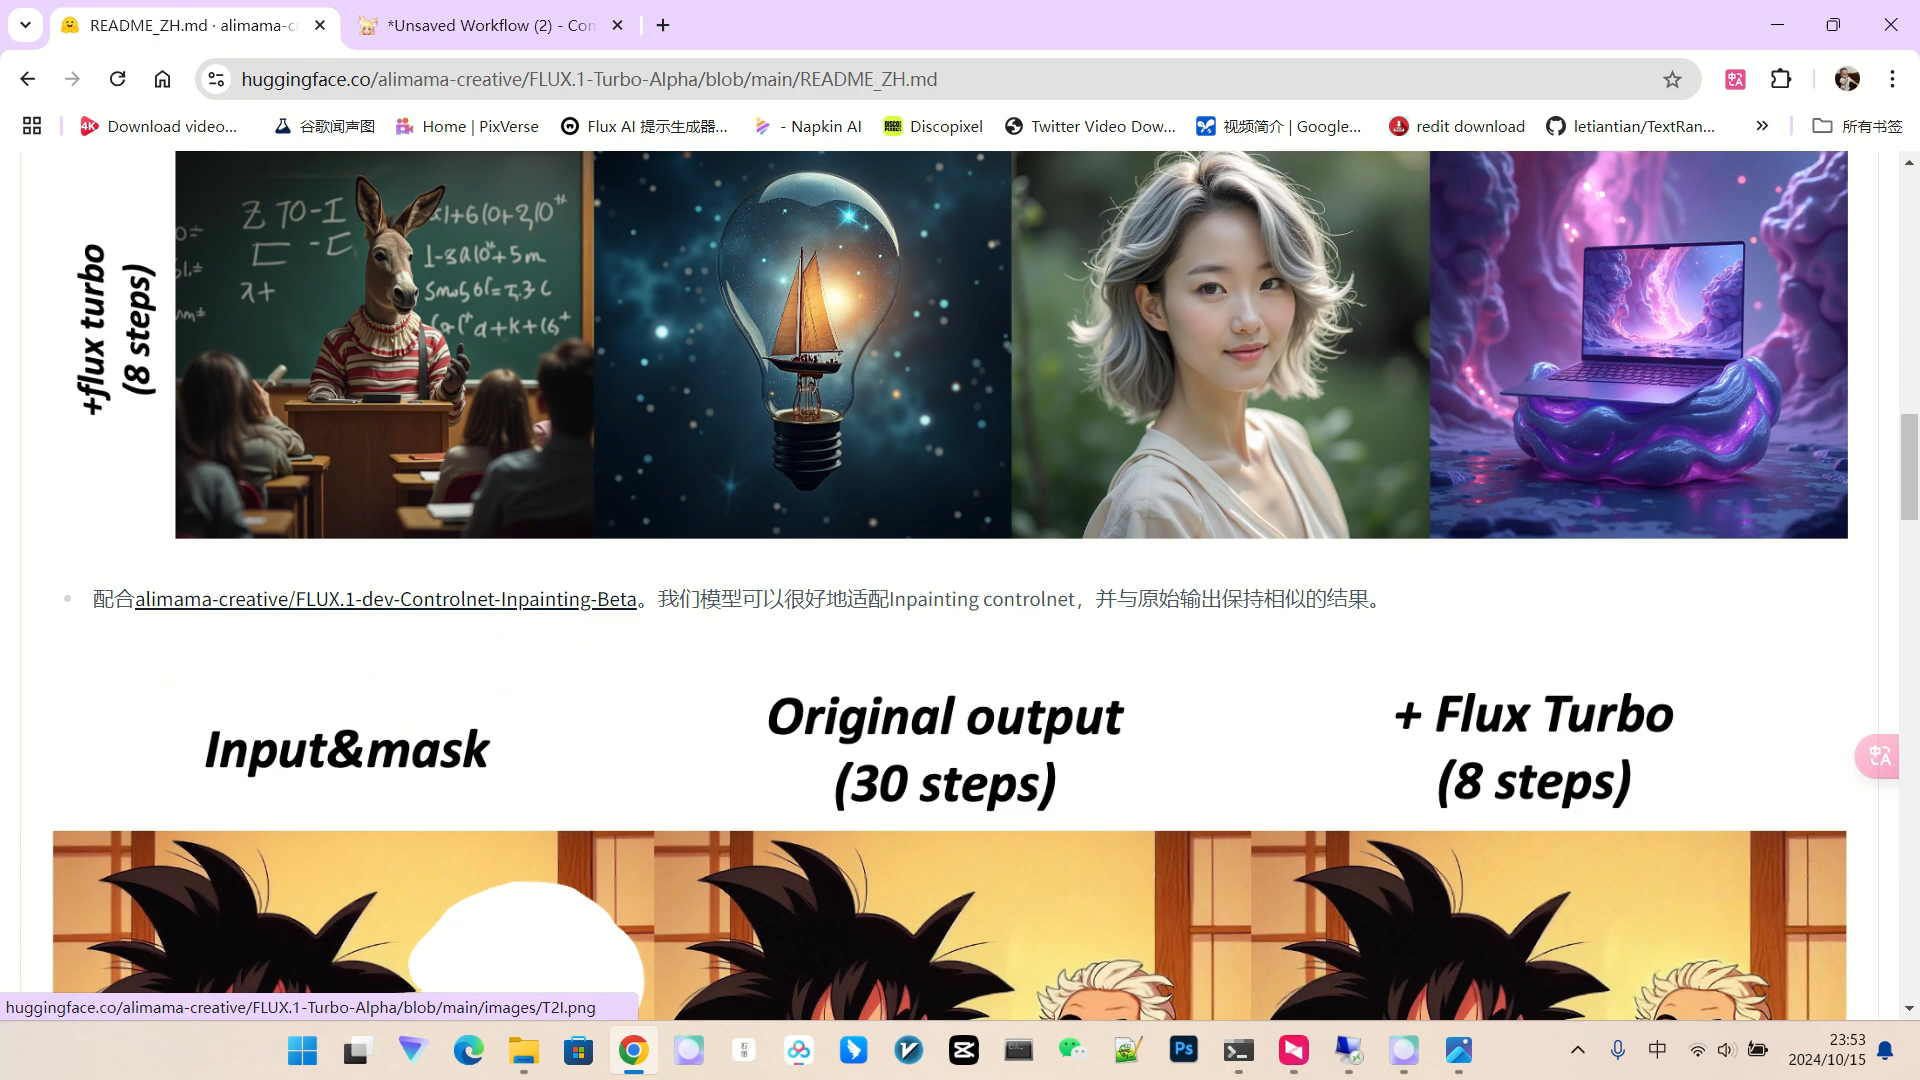 README_ZH.md · alimama-c
*Unsaved Workflow (2) - Con
huggingface.co/alimama-creative/FLUX.1-Turbo-Alpha/blob/main/README_ZH.md
Download video...
谷歌闻声图
Home | PixVerse
Flux AI 提示生成器...
- Napkin AI
Discopixel
Twitter Video Dow...
视频简介 | Google...
redit download
letiantian/TextRan...
所有书签
+flux turbo
(8 steps)
配合alimama-creative/FLUX.1-dev-Controlnet-Inpainting-Beta。我们模型可以很好地适配Inpainting controlnet，并与原始输出保持相似的结果。
Input&mask
Original output
(30 steps)
+ Flux Turbo
(8 steps)
huggingface.co/alimama-creative/FLUX.1-Turbo-Alpha/blob/main/images/T2I.png
中
23:53
2024/10/15